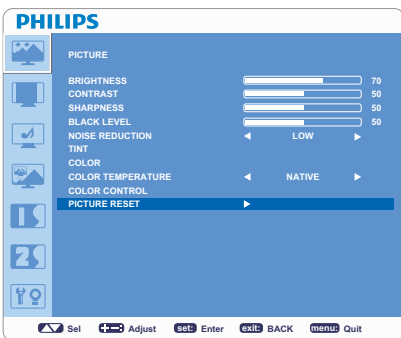 PHILIPS
PICTURE
BRIGHTNESS 70
CONTRAST 50
SHARPNESS 50
BLACK LEVEL 50
NOISE REDUCTION LOW
TINT
COLOR
COLOR TEMPERATURE NATIVE
COLOR CONTROL
PICTURE RESET
Sel Adjust set: Enter exit: BACK menu: Quit